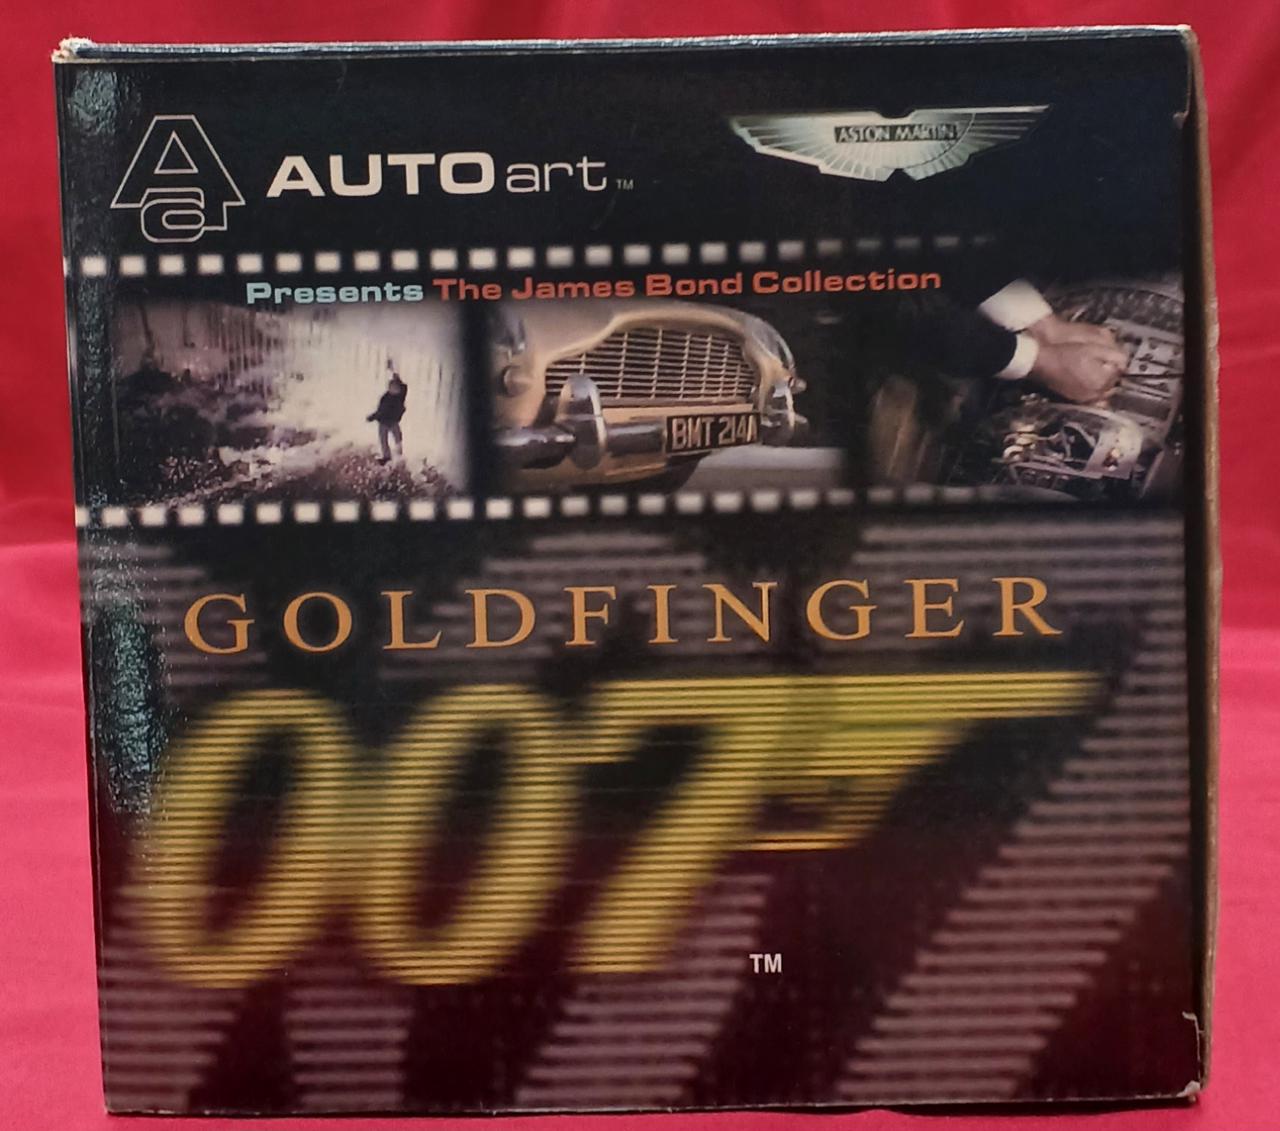 AUTOart™
ASTON MARTIN
Presents The James Bond Collection
BMT 214A
GOLDFINGER
007
TM